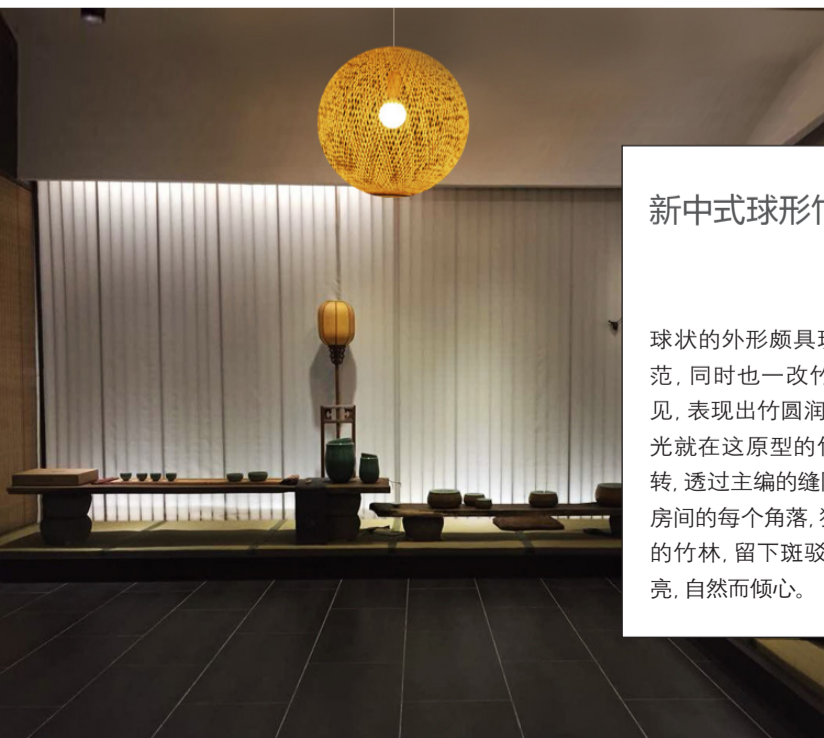 新中式球形
球状的外形颇具
范,同时也一改竹
见,表现出竹圆润
光就在这原型的
转,透过主编的缝
房间的每个角落,
的竹林,留下斑驳
亮,自然而倾心。